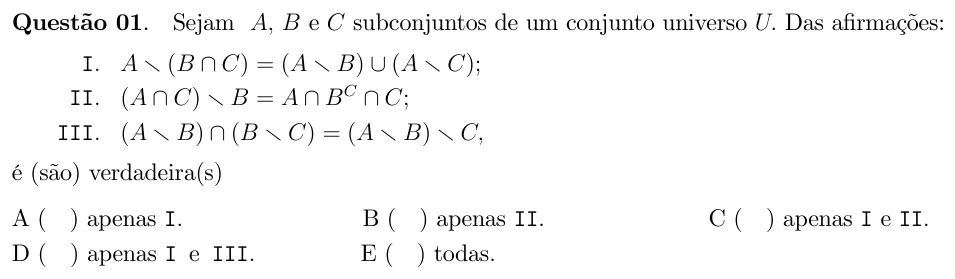 Questão 01. Sejam A, B e C subconjuntos de um conjunto universo U. Das afirmações:
I. A ∖ (B ∩ C) = (A ∖ B) ∪ (A ∖ C);
II. (A ∩ C) ∖ B = A ∩ B^C ∩ C;
III. (A ∖ B) ∩ (B ∖ C) = (A ∖ B) ∖ C,
é (são) verdadeira(s)
A ( ) apenas I. B ( ) apenas II. C ( ) apenas I e II.
D ( ) apenas I e III. E ( ) todas.